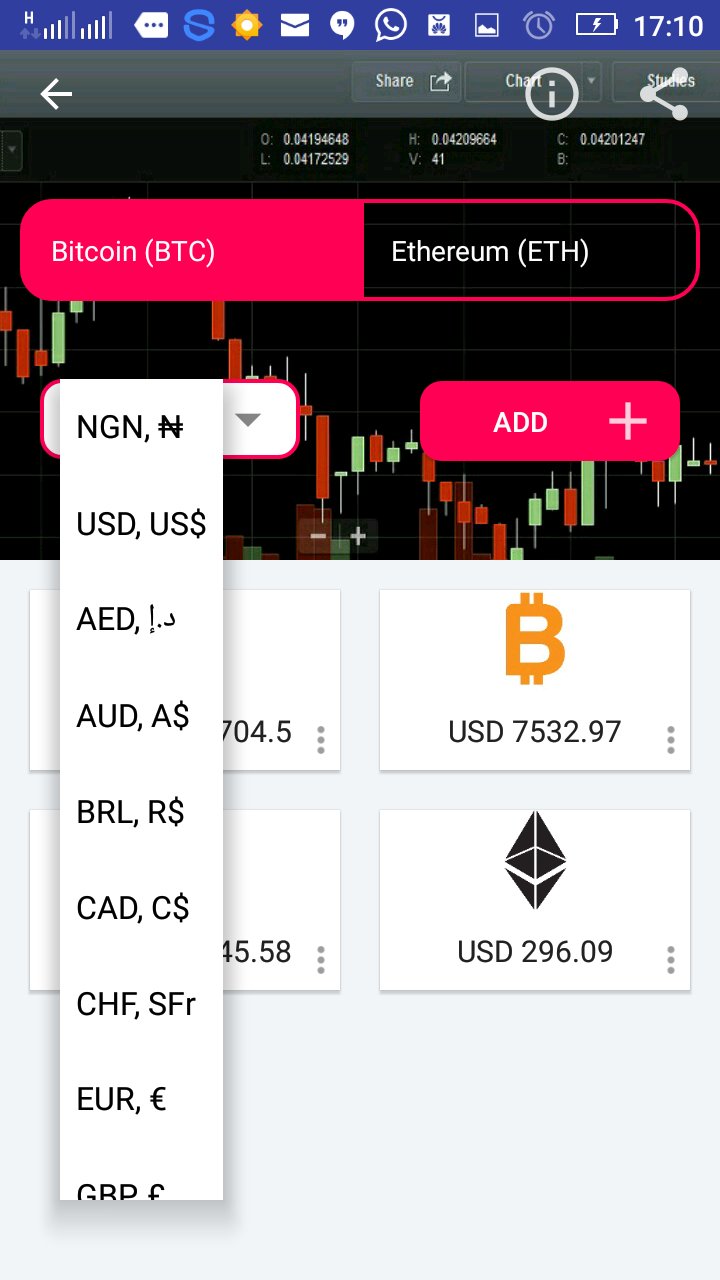 H 17:10
Share Chart Studies
O: 0.04194648 H: 0.04209664 C: 0.04201247
L: 0.04172529 V: 41 B:
Bitcoin (BTC) Ethereum (ETH)
NGN, ₦ ADD
USD, US$
AED, د.إ
704.5 USD 7532.97
AUD, A$
BRL, R$
CAD, C$
45.58 USD 296.09
CHF, SFr
EUR, €
GBP, £